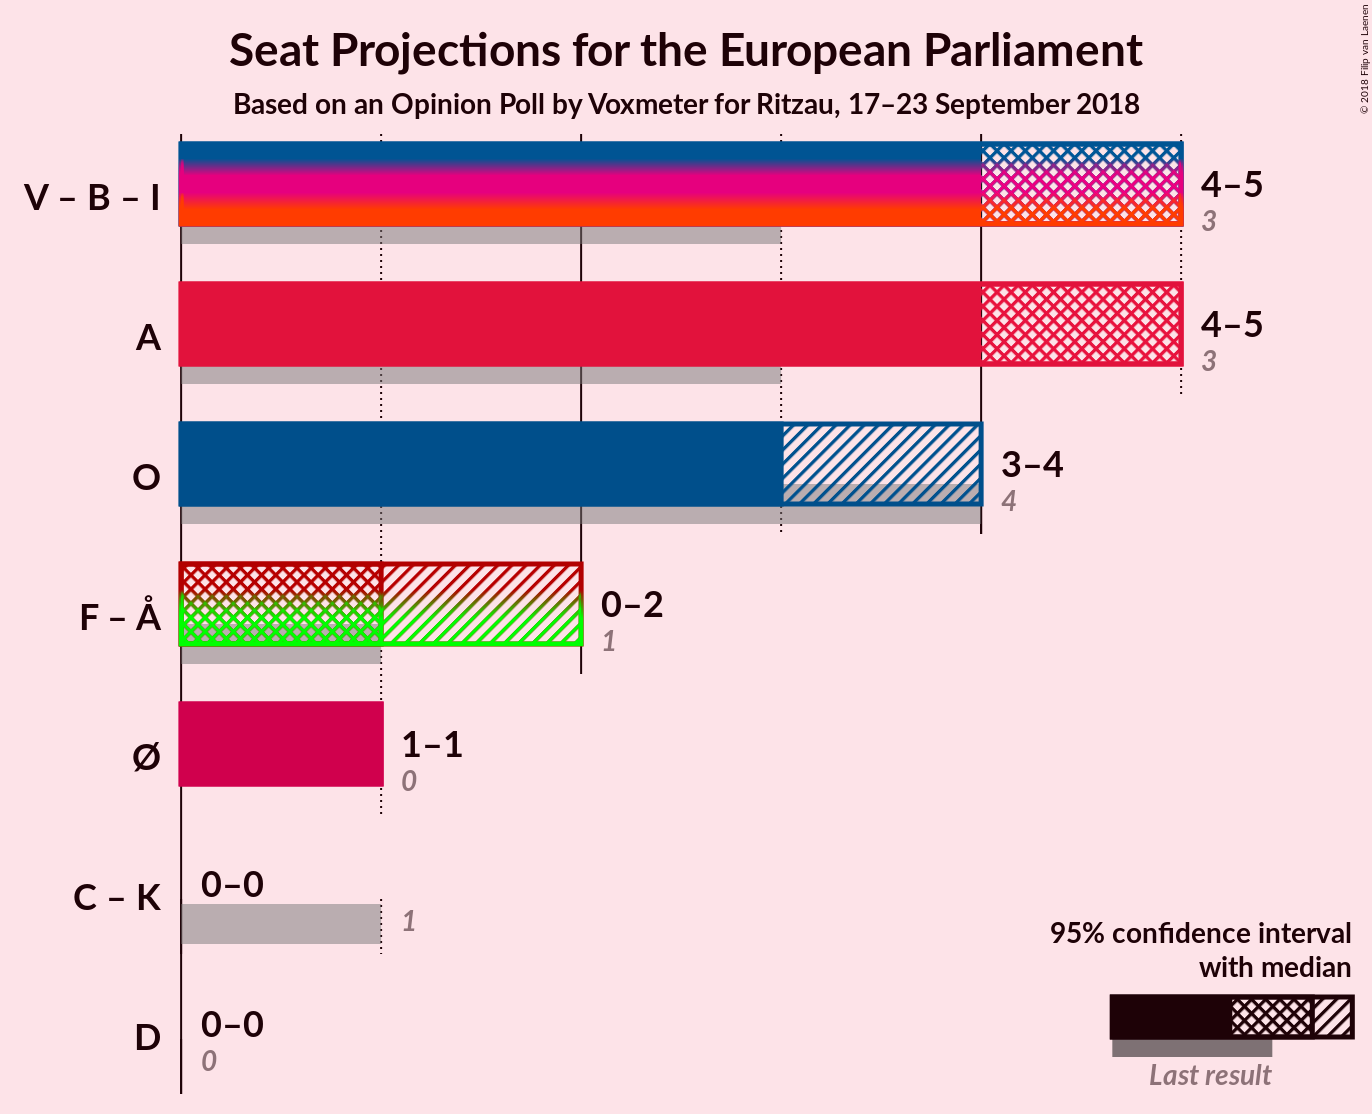 Seat Projections for the European Parliament
Based on an Opinion Poll by Voxmeter for Ritzau, 17–23 September 2018
© 2018 Filip van Laenen
V – B – I
4–5
3
A
4–5
3
O
3–4
4
F – Å
0–2
1
Ø
1–1
0
C – K
0–0
1
D
0–0
0
95% confidence interval
with median
Last result